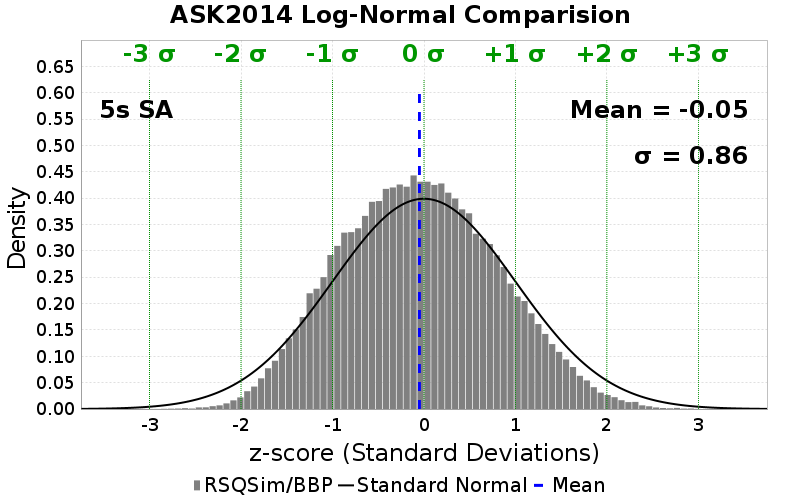 ASK2014 Log-Normal Comparision
-3 σ -2 σ -1 σ 0 σ +1 σ +2 σ +3 σ
5s SA
Mean = -0.05
σ = 0.86
Density
0.65
0.60
0.55
0.50
0.45
0.40
0.35
0.30
0.25
0.20
0.15
0.10
0.05
0.00
-3 -2 -1 0 1 2 3
z-score (Standard Deviations)
RSQSim/BBP Standard Normal Mean